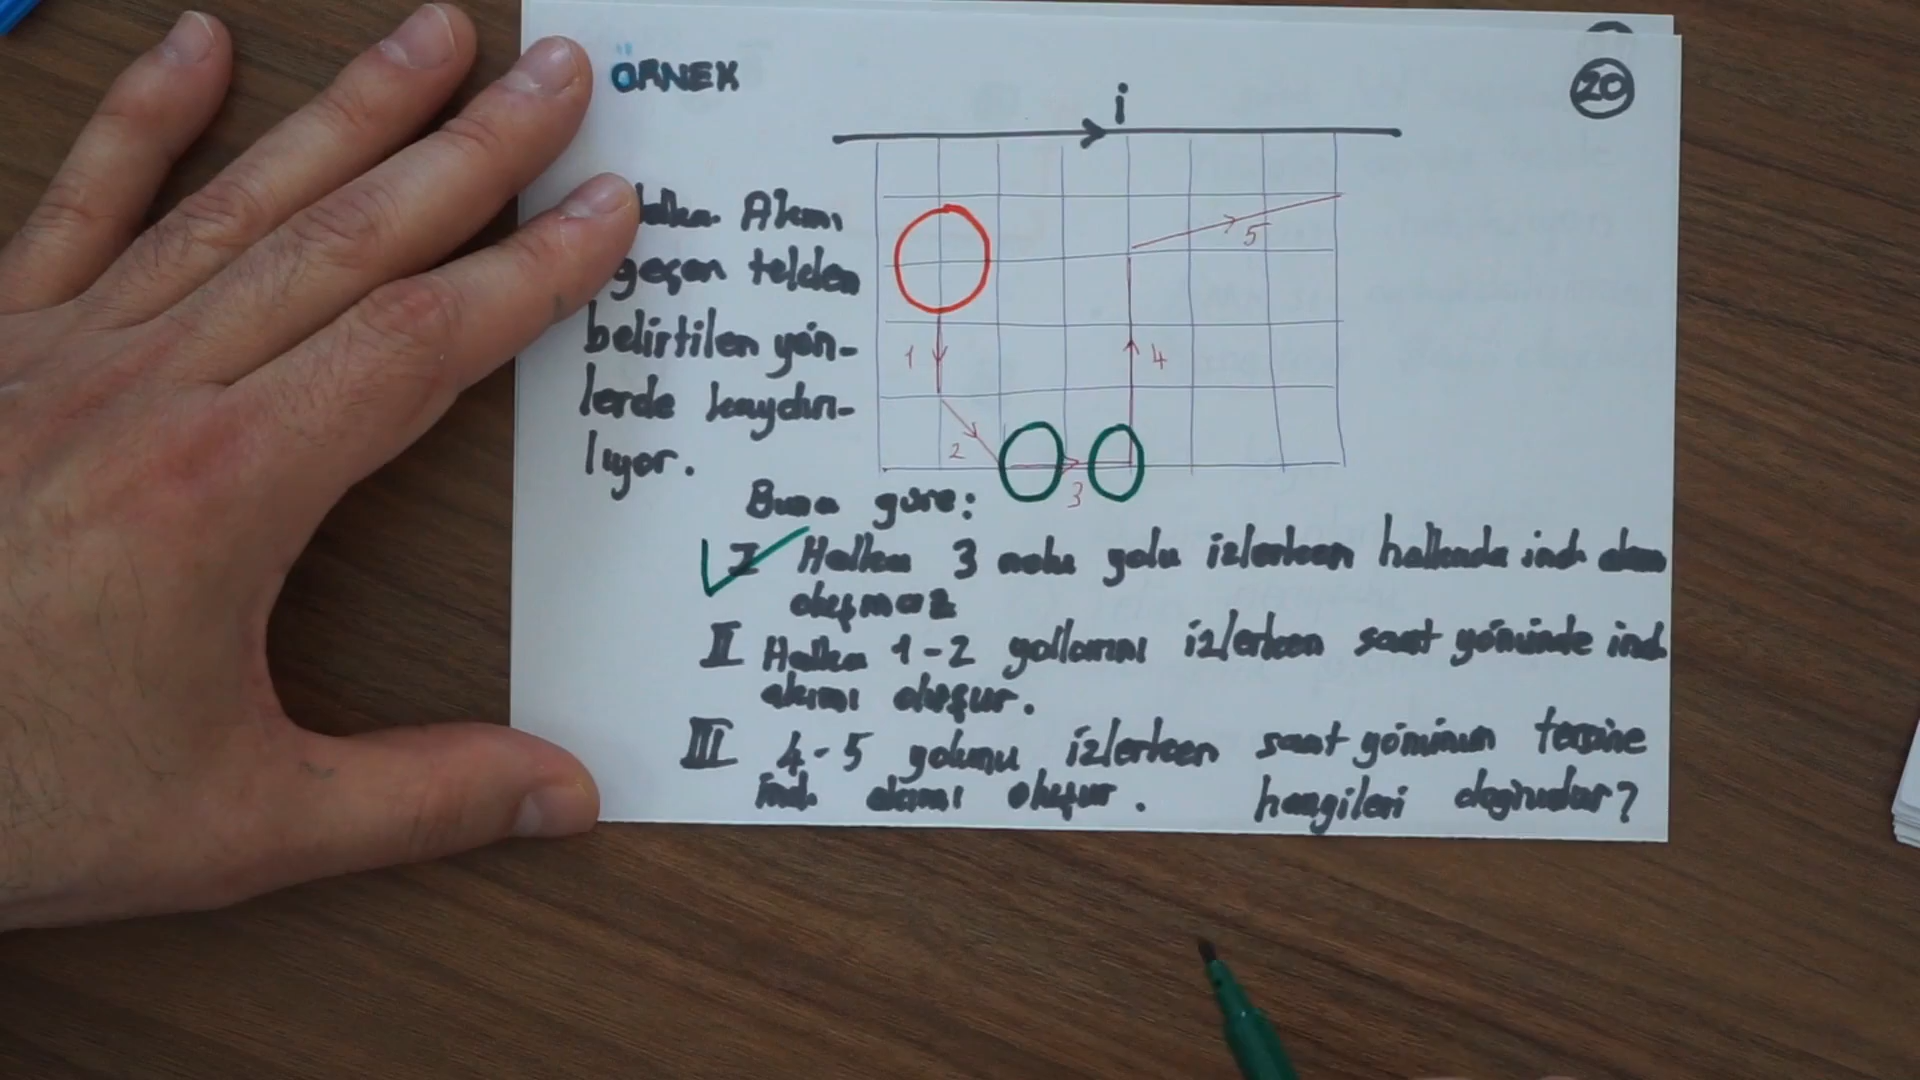 ÖRNEK
20
i
Halka Akım
geçen telden
belirtilen yön-
lerde kaydırı-
lıyor.
1
2
3
4
5
Buna göre:
I Halka 3 nolu yolu izlerken halkada ind. akım
oluşmaz
II Halka 1-2 yollarını izlerken saat yönünde ind.
akımı oluşur.
III 4-5 yolunu izlerken saat yönünün tersine
ind. akımı oluşur. hangileri doğrudur?